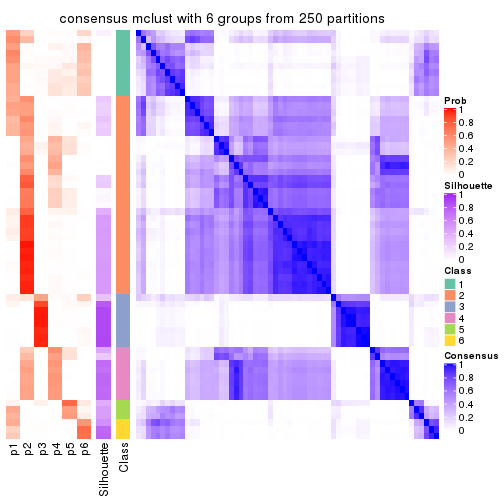 consensus mclust with 6 groups from 250 partitions
Prob
1
0.8
0.6
0.4
0.2
0
Silhouette
1
0.8
0.6
0.4
0.2
0
Class
1
2
3
4
5
6
Consensus
1
0.8
0.6
0.4
0.2
0
p1
p2
p3
p4
p5
p6
Silhouette
Class